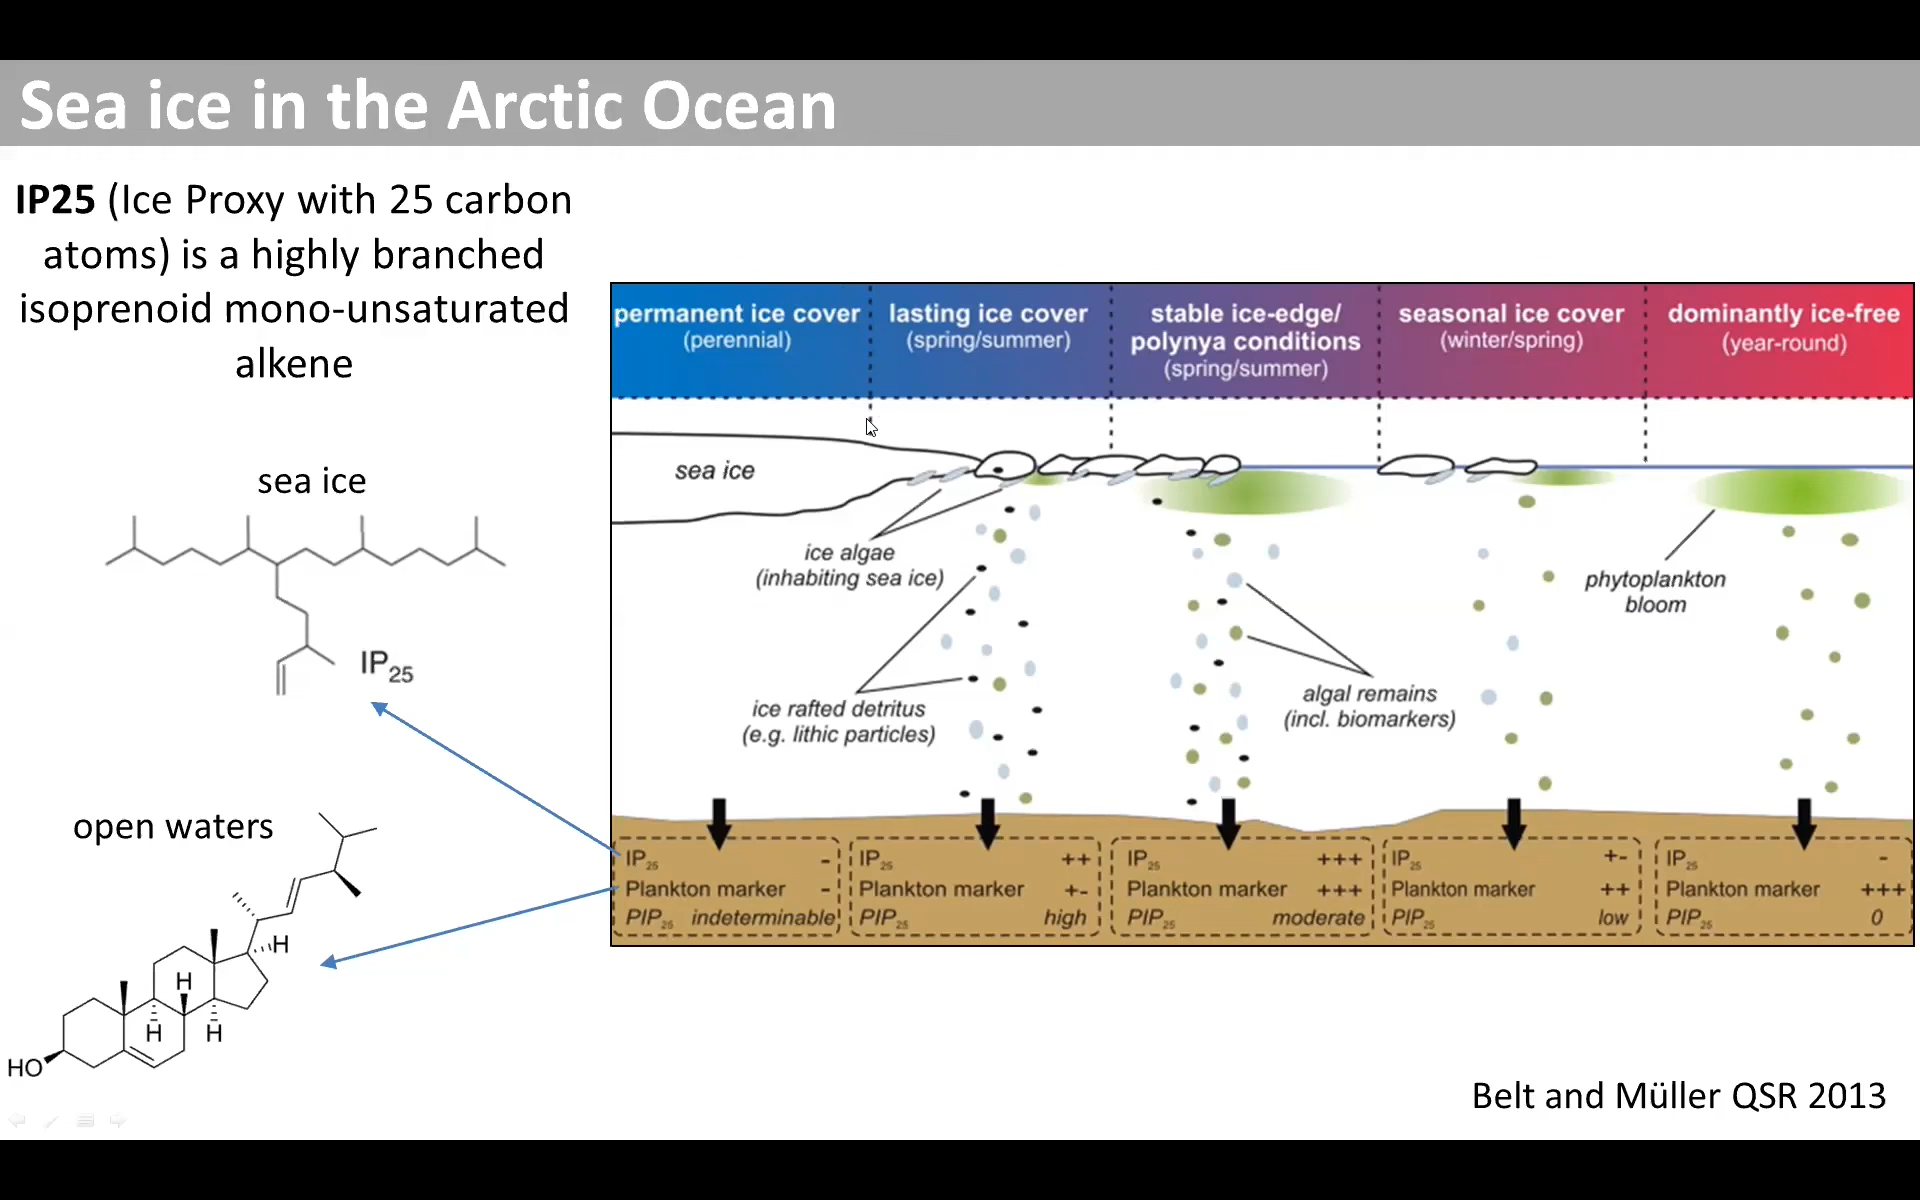 Sea ice in the Arctic Ocean
IP25 (Ice Proxy with 25 carbon
atoms) is a highly branched
isoprenoid mono-unsaturated
alkene
sea ice
IP25
open waters
H
H
H
H
HO
permanent ice cover
(perennial)
lasting ice cover
(spring/summer)
stable ice-edge/
polynya conditions
(spring/summer)
seasonal ice cover
(winter/spring)
dominantly ice-free
(year-round)
sea ice
ice algae
(inhabiting sea ice)
ice rafted detritus
(e.g. lithic particles)
algal remains
(incl. biomarkers)
phytoplankton
bloom
IP25 -
Plankton marker -
PIP25 indeterminable
IP25 ++
Plankton marker +-
PIP25 high
IP25 +++
Plankton marker +++
PIP25 moderate
IP25 +-
Plankton marker ++
PIP25 low
IP25 -
Plankton marker +++
PIP25 0
Belt and Müller QSR 2013